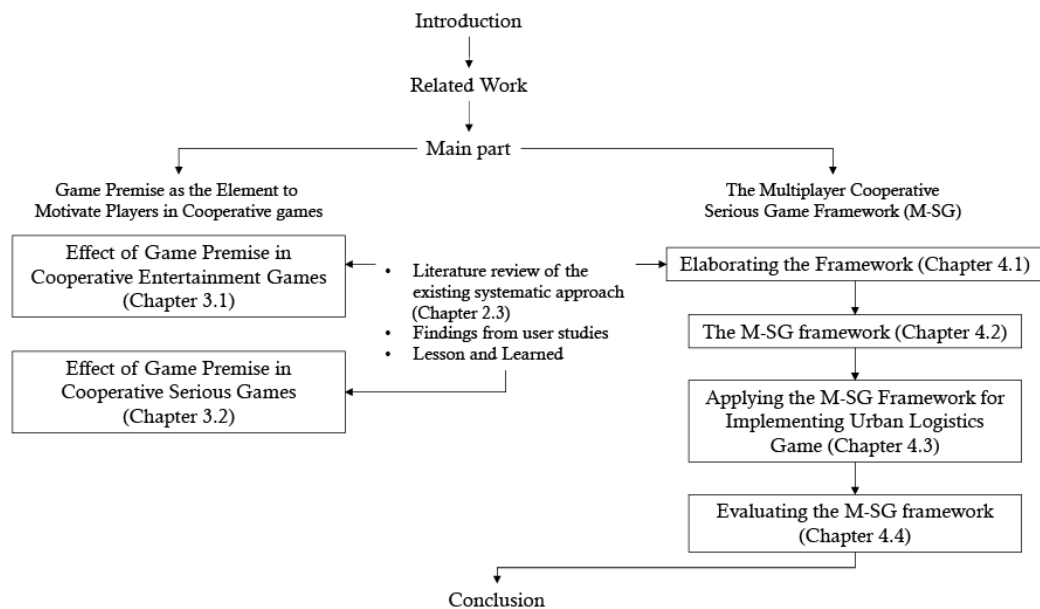 Introduction
Related Work
Main part
Game Premise as the Element to
Motivate Players in Cooperative games
Effect of Game Premise in
Cooperative Entertainment Games
(Chapter 3.1)
Effect of Game Premise in
Cooperative Serious Games
(Chapter 3.2)
• Literature review of the
existing systematic approach
(Chapter 2.3)
• Findings from user studies
• Lesson and Learned
The Multiplayer Cooperative
Serious Game Framework (M-SG)
Elaborating the Framework (Chapter 4.1)
The M-SG framework (Chapter 4.2)
Applying the M-SG Framework for
Implementing Urban Logistics
Game (Chapter 4.3)
Evaluating the M-SG framework
(Chapter 4.4)
Conclusion